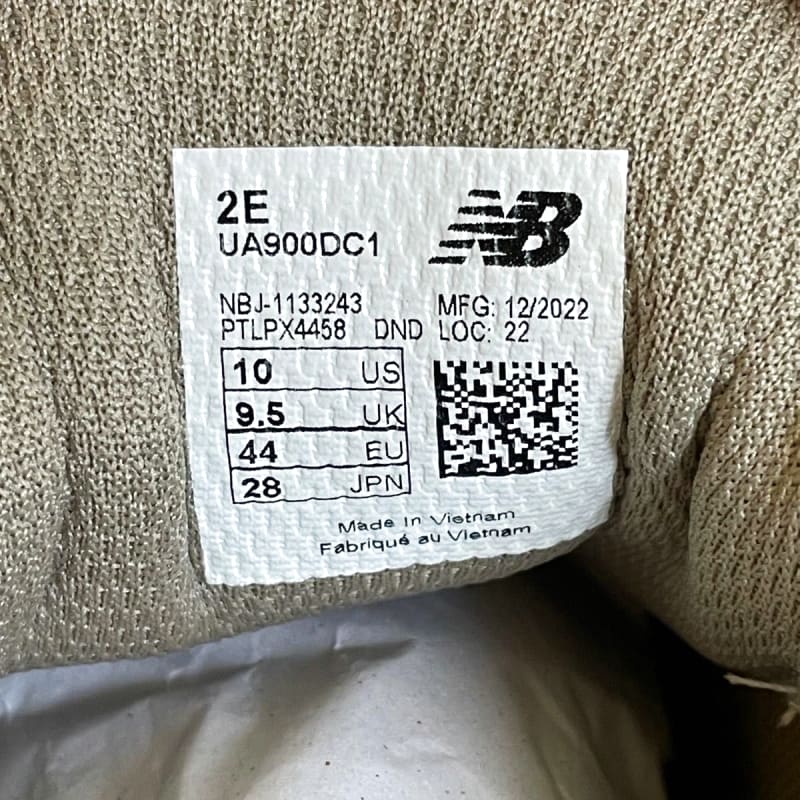 2E
UA900DC1
NB
NBJ-1133243
PTLPX4458 DND
MFG: 12/2022
LOC: 22
10 US
9.5 UK
44 EU
28 JPN
Made In Vietnam
Fabriqué au Vietnam